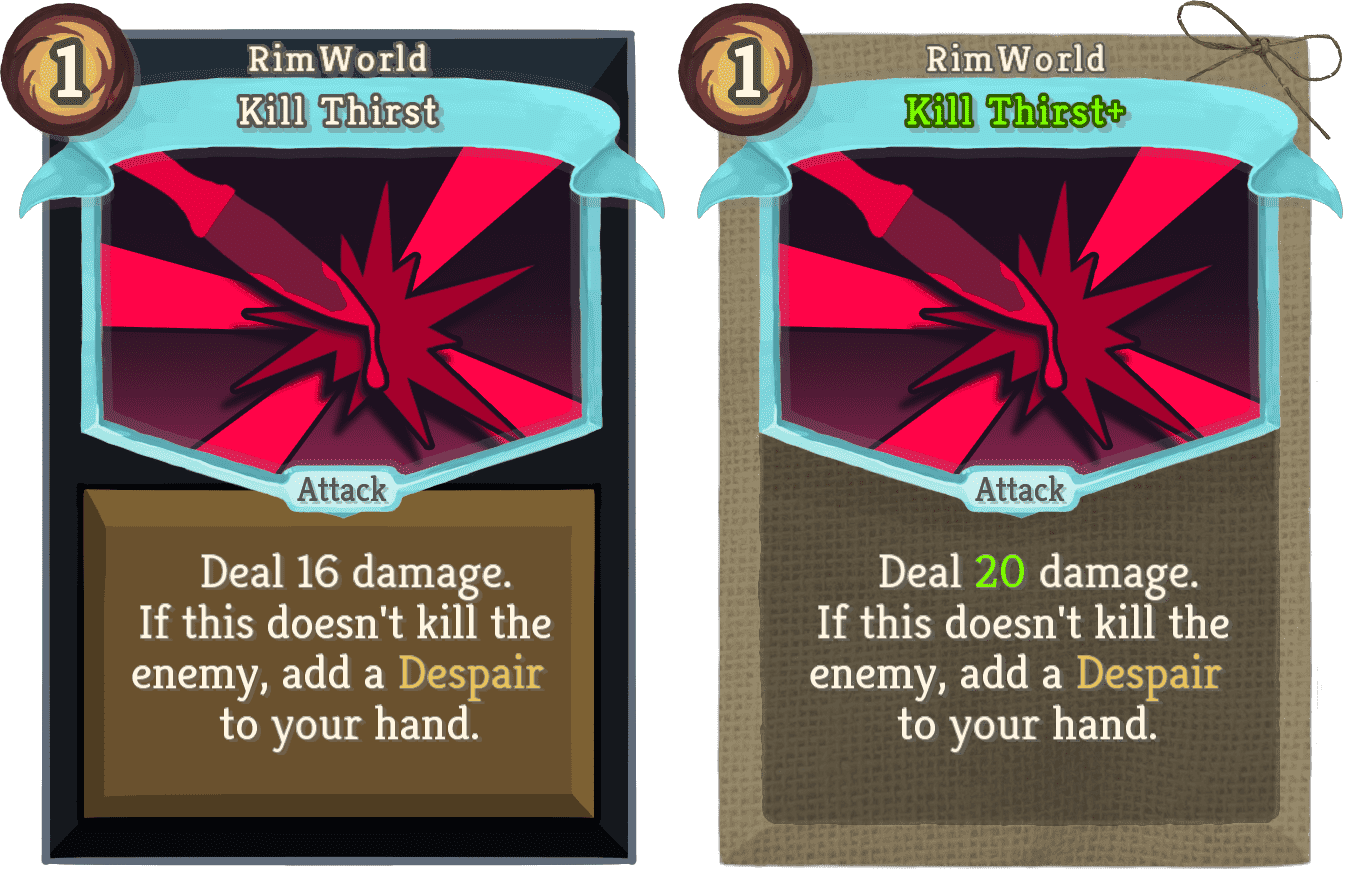 1
RimWorld
Kill Thirst
Attack
Deal 16 damage.
If this doesn't kill the
enemy, add a Despair
to your hand.
1
RimWorld
Kill Thirst+
Attack
Deal 20 damage.
If this doesn't kill the
enemy, add a Despair
to your hand.